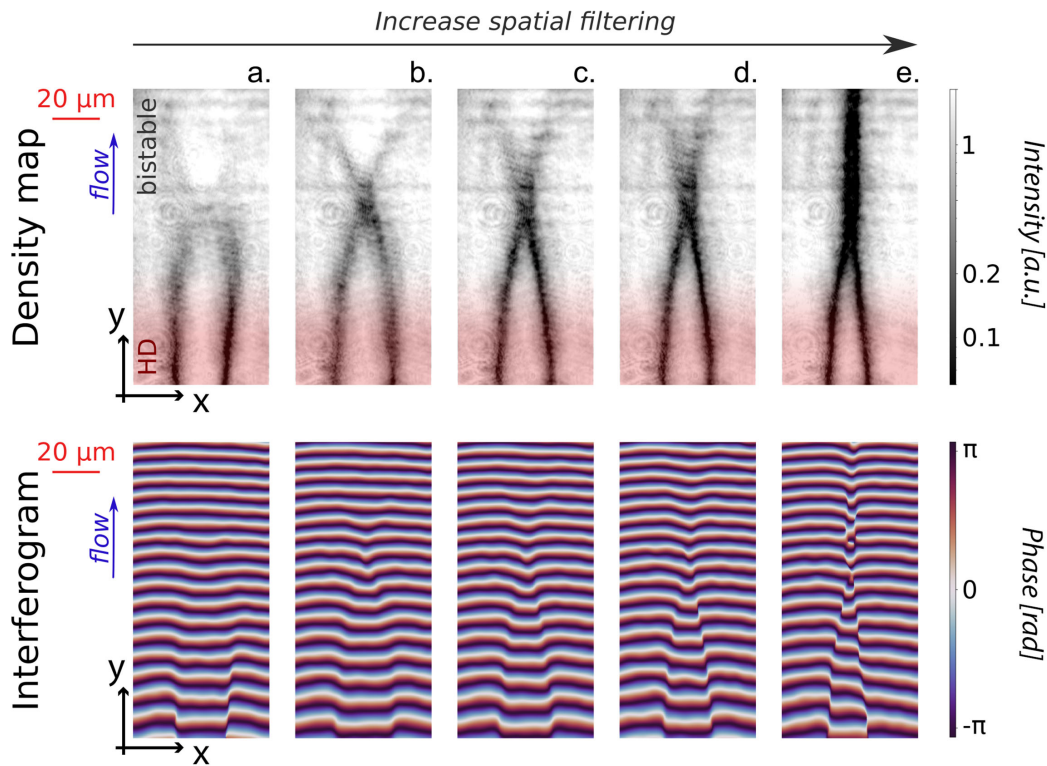 Increase spatial filtering
a.
b.
c.
d.
e.
20 μm
Density map
flow
bistable
HD
y
x
1
0.2
0.1
Intensity [a.u.]
20 μm
Interferogram
flow
y
x
π
0
-π
Phase [rad]